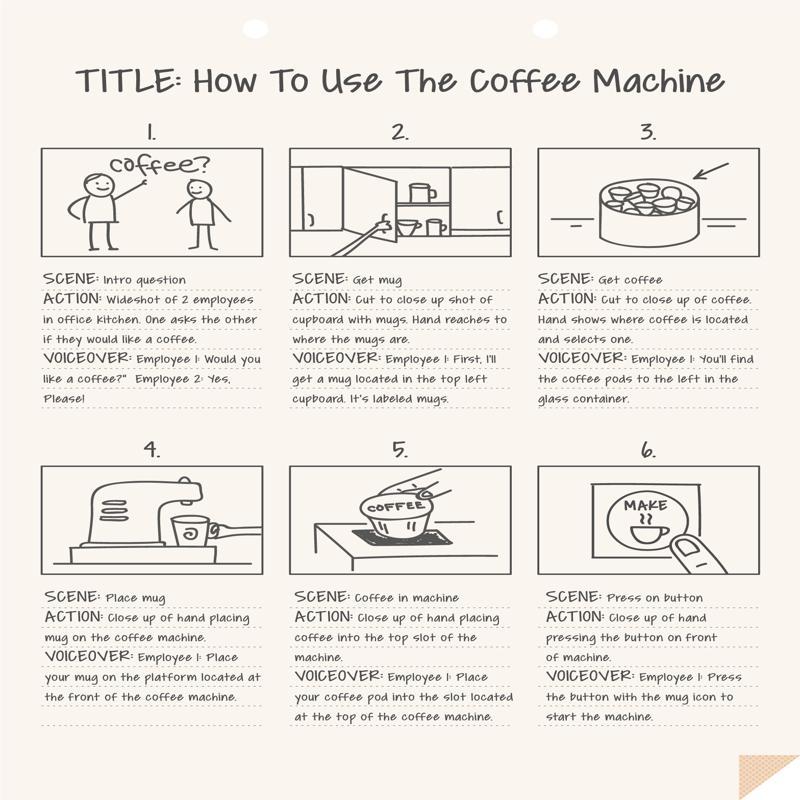 TITLE: How To Use The Coffee Machine
1.
coffee?
SCENE: Intro question
ACTION: Wideshot of 2 employees
in office kitchen. One asks the other
if they would like a coffee.
VOICEOVER: Employee 1: Would you
like a coffee?" Employee 2: Yes,
Please!
2.
SCENE: Get mug
ACTION: Cut to close up shot of
cupboard with mugs. Hand reaches to
where the mugs are.
VOICEOVER: Employee 1: First, I'll
get a mug located in the top left
cupboard. It's labeled mugs.
3.
SCENE: Get coffee
ACTION: Cut to close up of coffee.
Hand shows where coffee is located
and selects one.
VOICEOVER: Employee 1: You'll find
the coffee pods to the left in the
glass container.
4.
SCENE: Place mug
ACTION: Close up of hand placing
mug on the coffee machine.
VOICEOVER: Employee 1: Place
your mug on the platform located at
the front of the coffee machine.
5.
COFFEE
SCENE: Coffee in machine
ACTION: Close up of hand placing
coffee into the top slot of the
machine.
VOICEOVER: Employee 1: Place
your coffee pod into the slot located
at the top of the coffee machine.
6.
MAKE
SCENE: Press on button
ACTION: Close up of hand
pressing the button on front
of machine.
VOICEOVER: Employee 1: Press
the button with the mug icon to
start the machine.